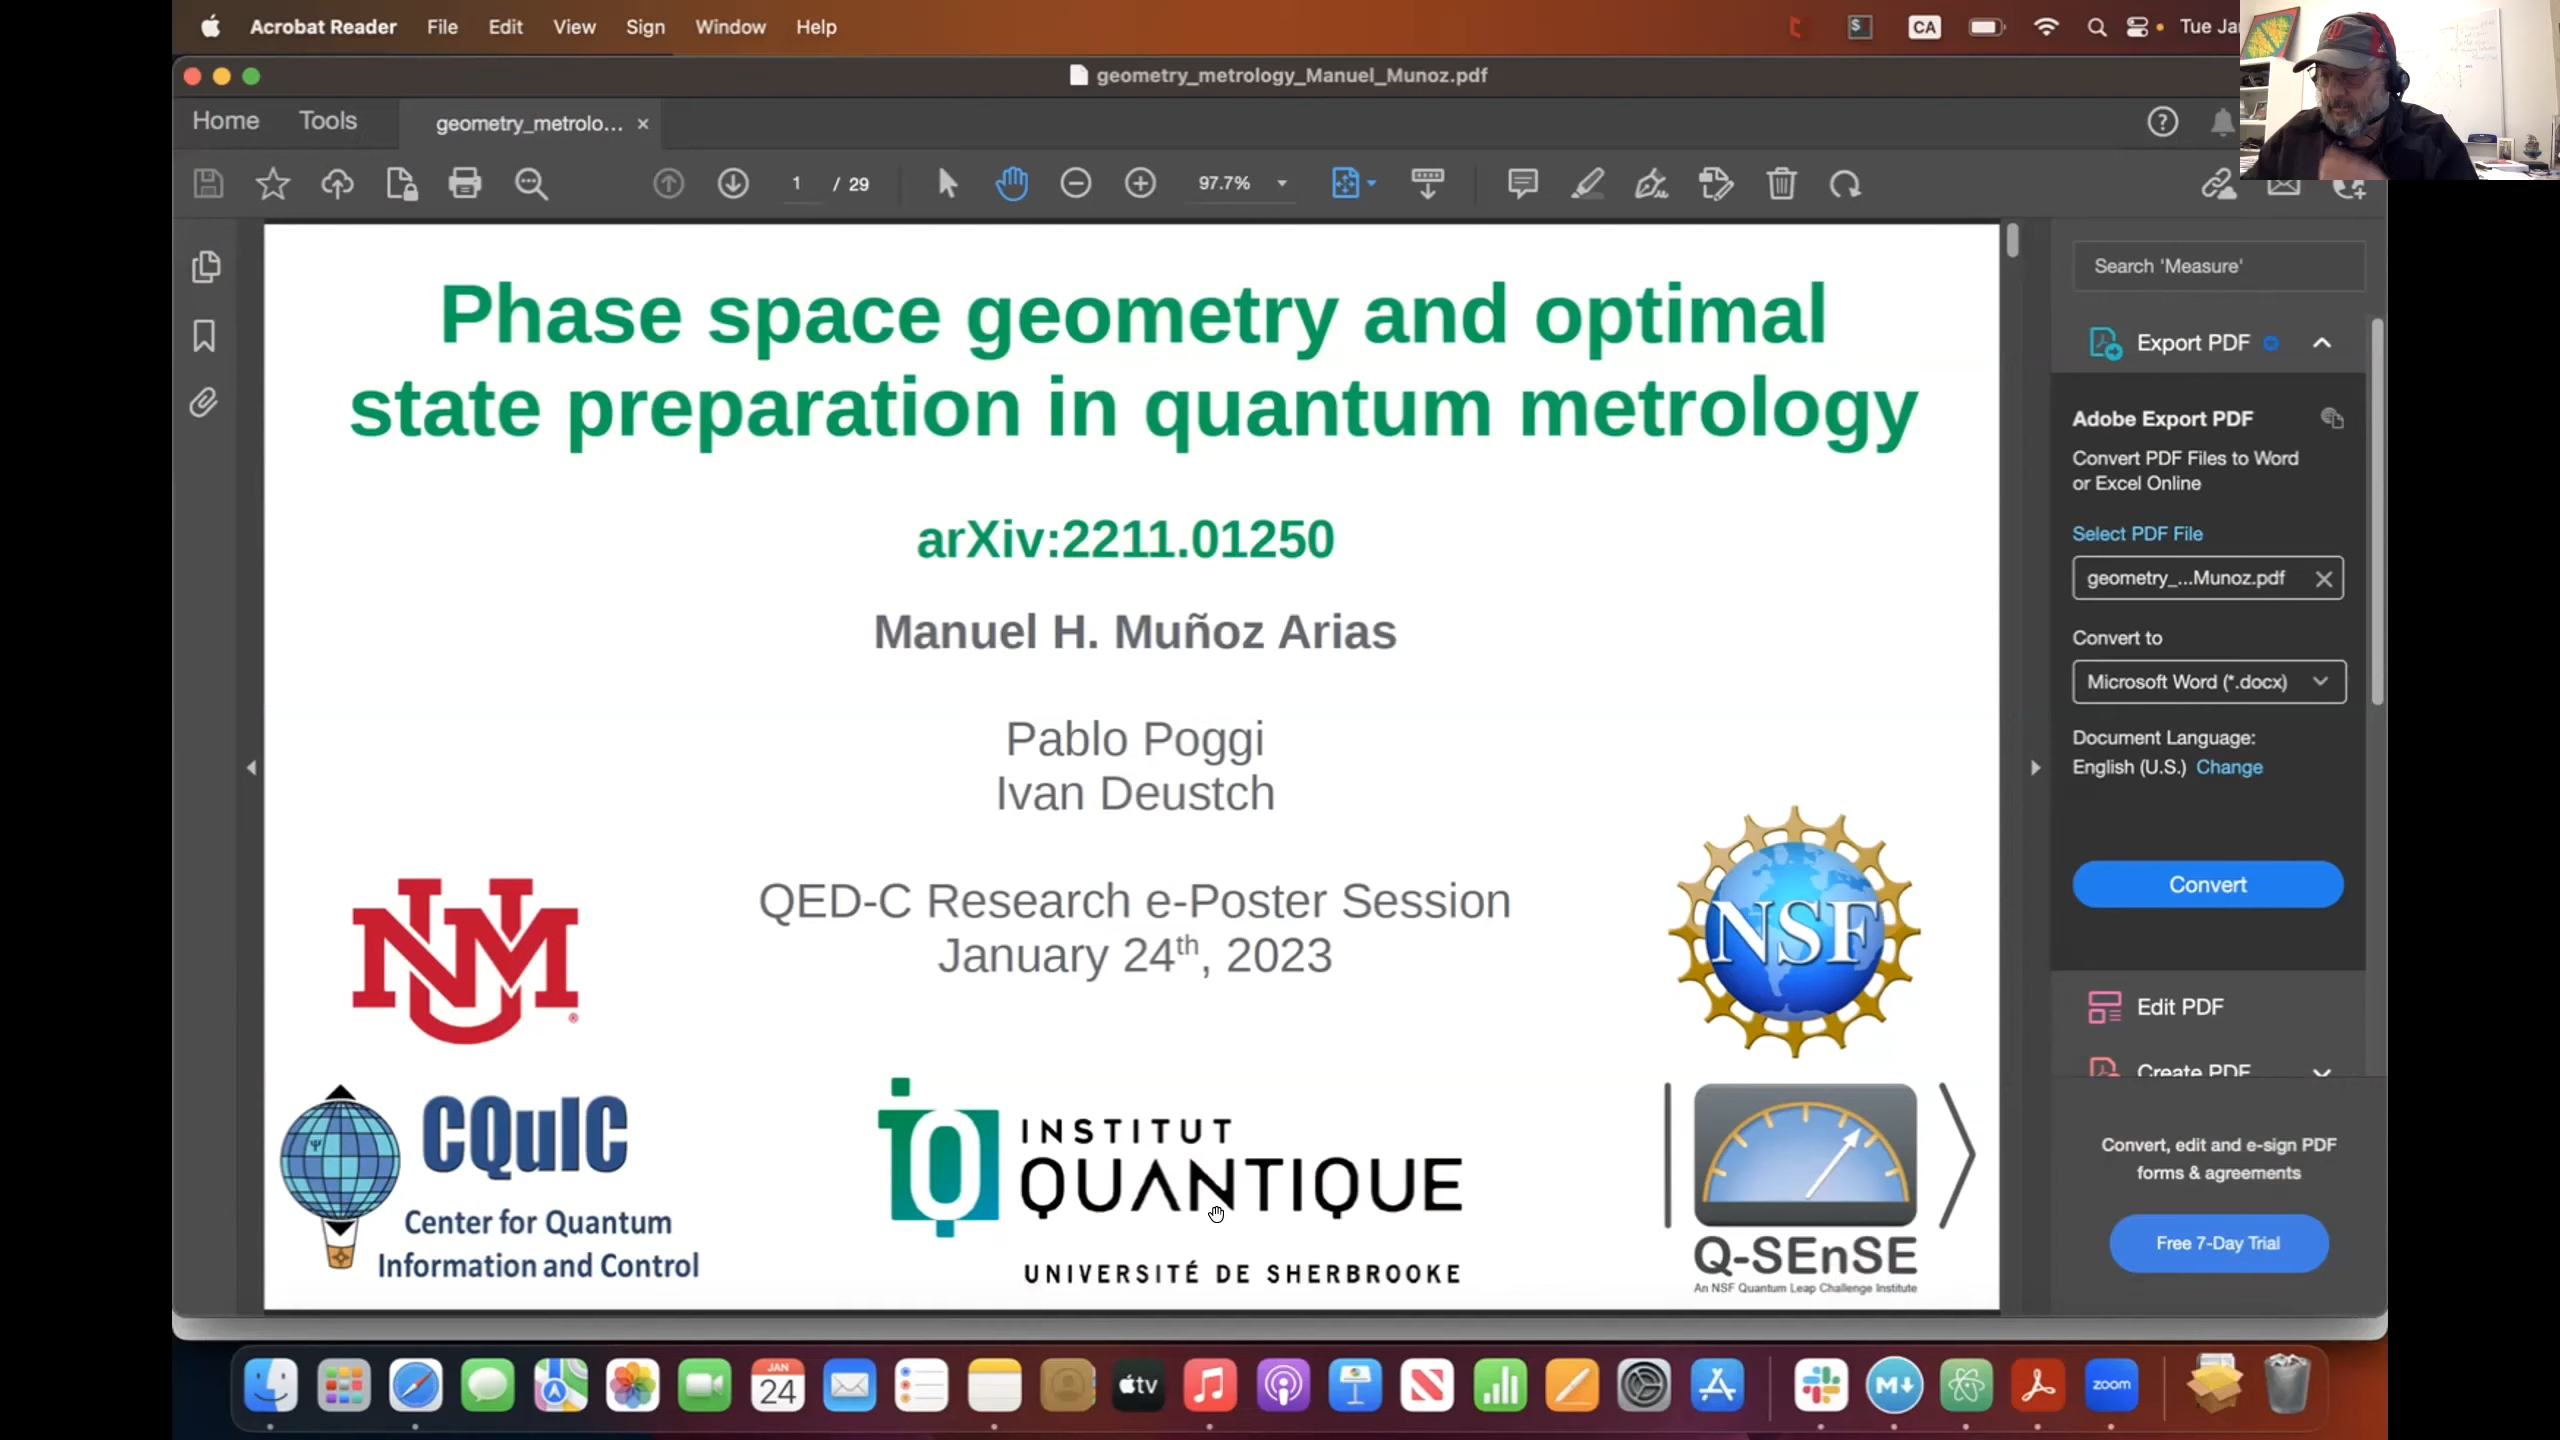 Acrobat Reader File Edit View Sign Window Help
$ CA Tue Ja
geometry_metrology_Manuel_Munoz.pdf
Home Tools geometry_metrolo... ×
1 / 29 97.7%
Phase space geometry and optimal
state preparation in quantum metrology
arXiv:2211.01250
Manuel H. Muñoz Arias
Pablo Poggi
Ivan Deustch
QED-C Research e-Poster Session
January 24th, 2023
UNM
®
NSF
CQuIC
Center for Quantum
Information and Control
INSTITUT
QUANTIQUE
UNIVERSITÉ DE SHERBROOKE
Q-SEnSE
An NSF Quantum Leap Challenge Institute
Search 'Measure'
Export PDF
Adobe Export PDF
Convert PDF Files to Word
or Excel Online
Select PDF File
geometry_...Munoz.pdf
Convert to
Microsoft Word (*.docx)
Document Language:
English (U.S.) Change
Convert
Edit PDF
Create PDF
Convert, edit and e-sign PDF
forms & agreements
Free 7-Day Trial
JAN
24
tv
M
zoom